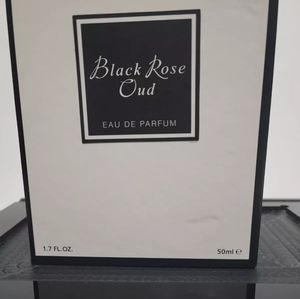 Black Rose
Oud
EAU DE PARFUM
1.7 FL.OZ. 50ml ℮